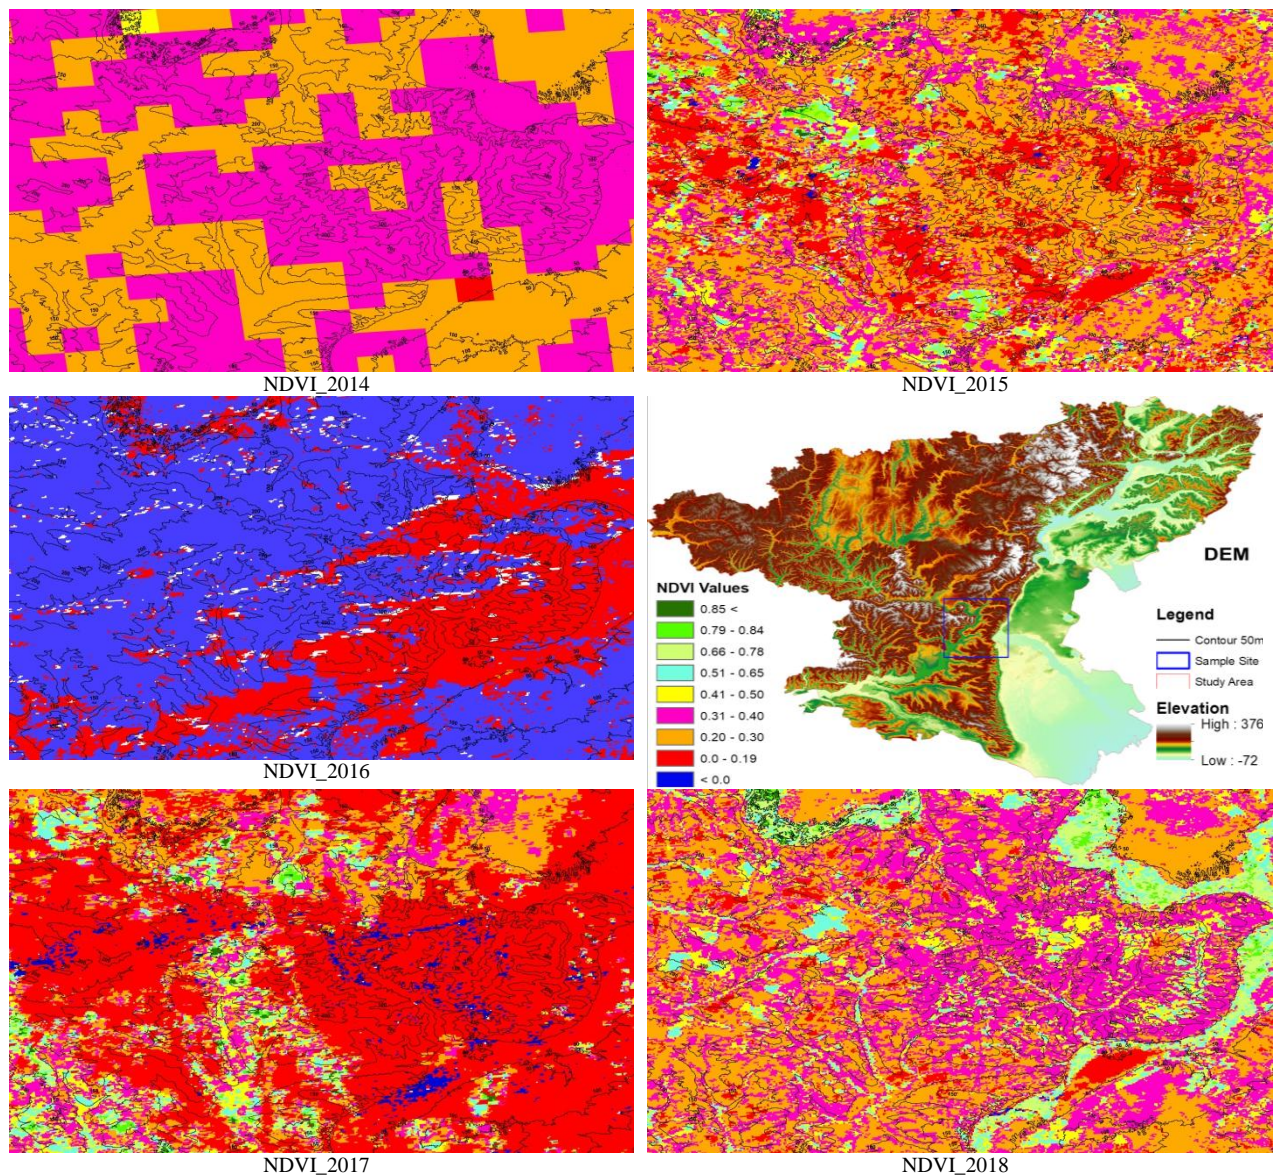 NDVI_2014
NDVI_2015
NDVI_2016
DEM
NDVI Values
0.85 <
0.79 - 0.84
0.66 - 0.78
0.51 - 0.65
0.41 - 0.50
0.31 - 0.40
0.20 - 0.30
0.0 - 0.19
< 0.0
Legend
Contour 50m
Sample Site
Study Area
Elevation
High : 376
Low : -72
NDVI_2017
NDVI_2018